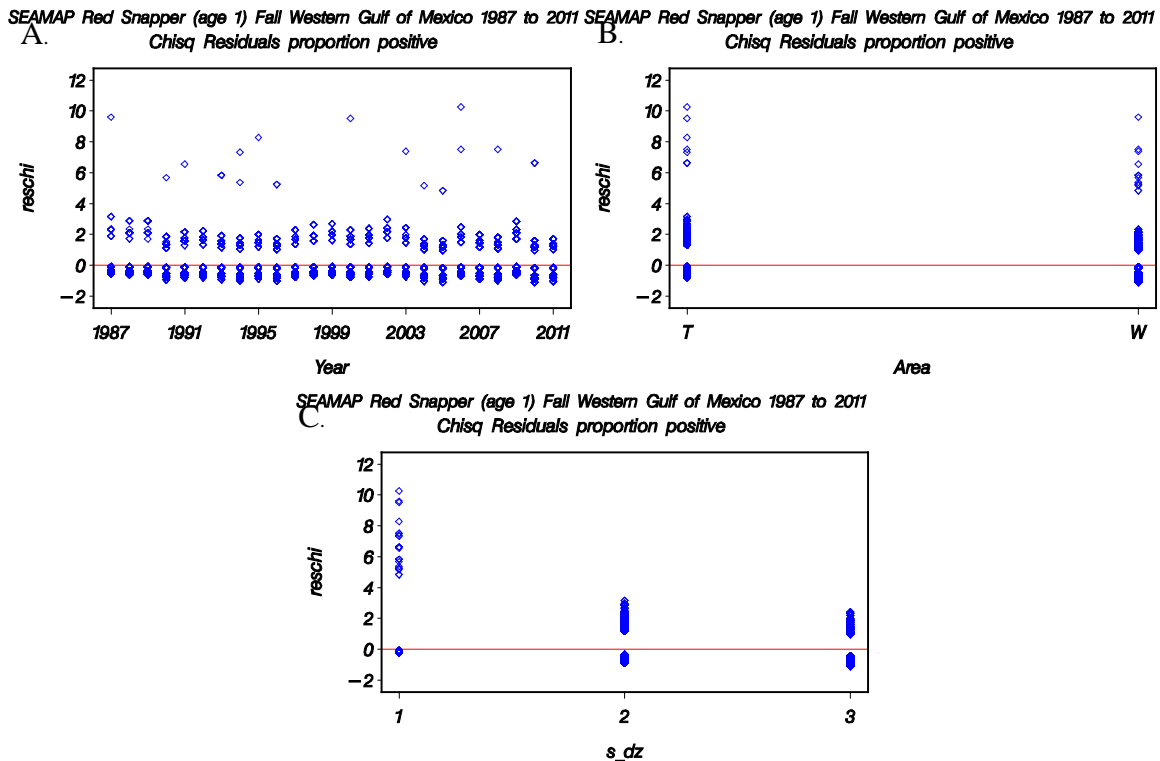 SEAMAP Red Snapper (age 1) Fall Western Gulf of Mexico 1987 to 2011
A.
Chisq Residuals proportion positive
12
10
8
6
4
2
0
−2
reschi
1987 1991 1995 1999 2003 2007 2011
Year
SEAMAP Red Snapper (age 1) Fall Western Gulf of Mexico 1987 to 2011
B.
Chisq Residuals proportion positive
12
10
8
6
4
2
0
−2
reschi
T W
Area
SEAMAP Red Snapper (age 1) Fall Western Gulf of Mexico 1987 to 2011
C.
Chisq Residuals proportion positive
12
10
8
6
4
2
0
−2
reschi
1 2 3
s_dz